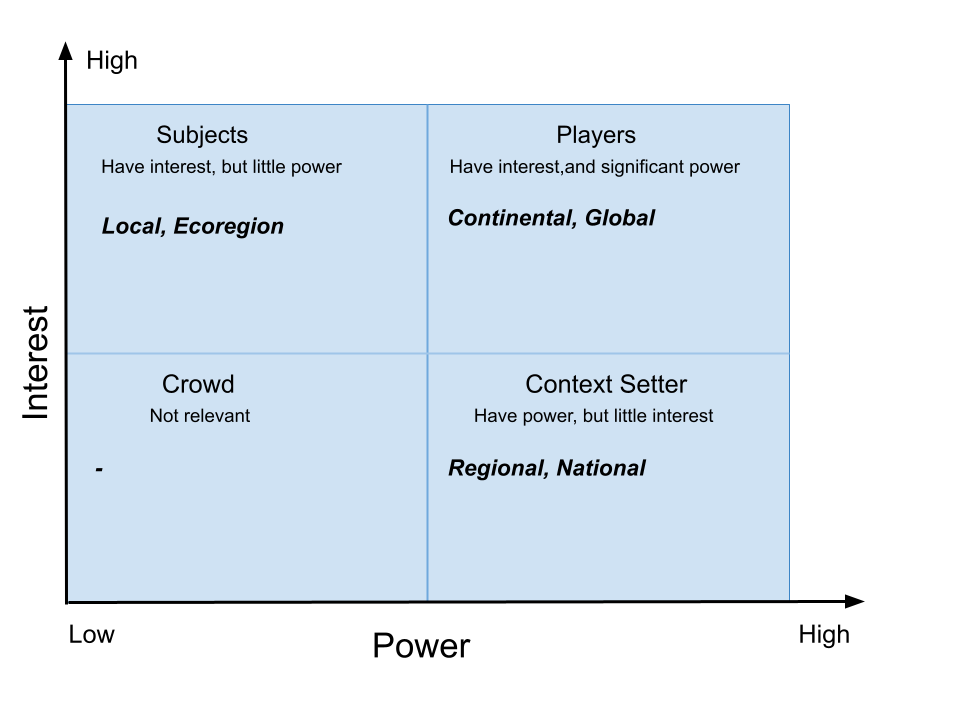 High
Subjects
Have interest, but little power
Local, Ecoregion
Players
Have interest,and significant power
Continental, Global
Interest
Crowd
Not relevant
-
Context Setter
Have power, but little interest
Regional, National
Low
Power
High